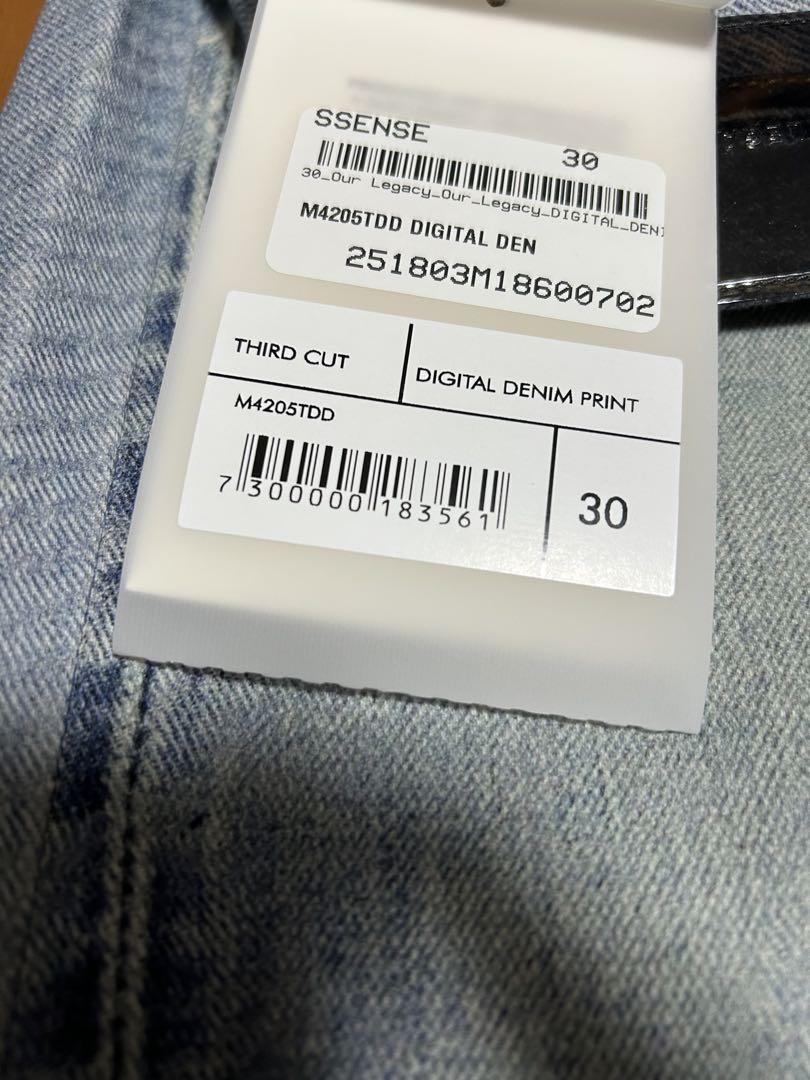 SSENSE
30
30_Our Legacy_Our_Legacy_DIGITAL_DENI
M4205TDD DIGITAL DEN
251803M18600702
THIRD CUT
DIGITAL DENIM PRINT
M4205TDD
7 300000 183561
30